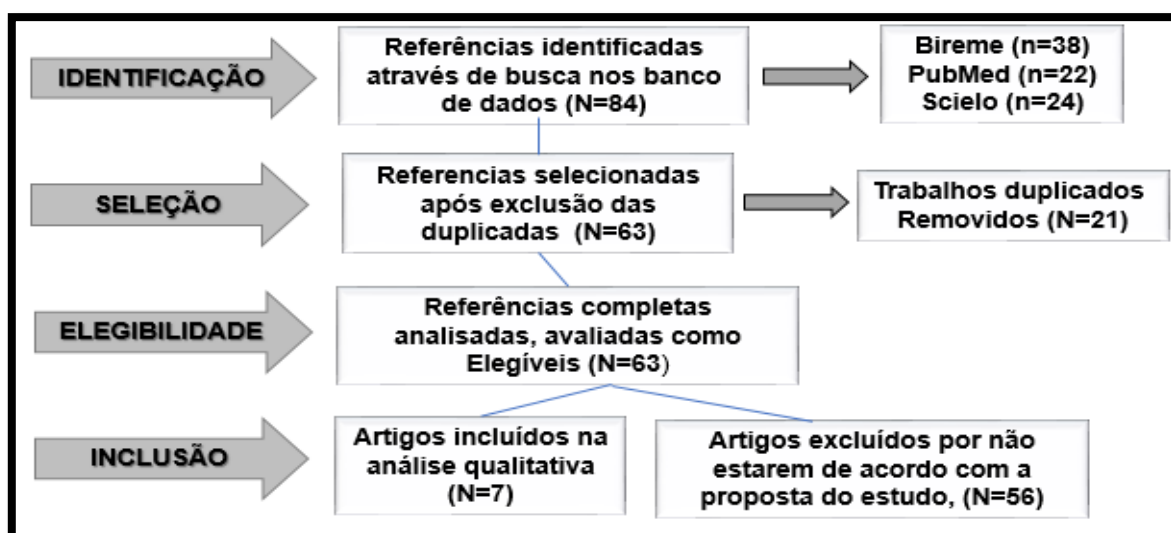 IDENTIFICAÇÃO
Referências identificadas
através de busca nos banco
de dados (N=84)
Bireme (n=38)
PubMed (n=22)
Scielo (n=24)
SELEÇÃO
Referencias selecionadas
após exclusão das
duplicadas (N=63)
Trabalhos duplicados
Removidos (N=21)
ELEGIBILIDADE
Referências completas
analisadas, avaliadas como
Elegíveis (N=63)
INCLUSÃO
Artigos incluídos na
análise qualitativa
(N=7)
Artigos excluídos por não
estarem de acordo com a
proposta do estudo, (N=56)